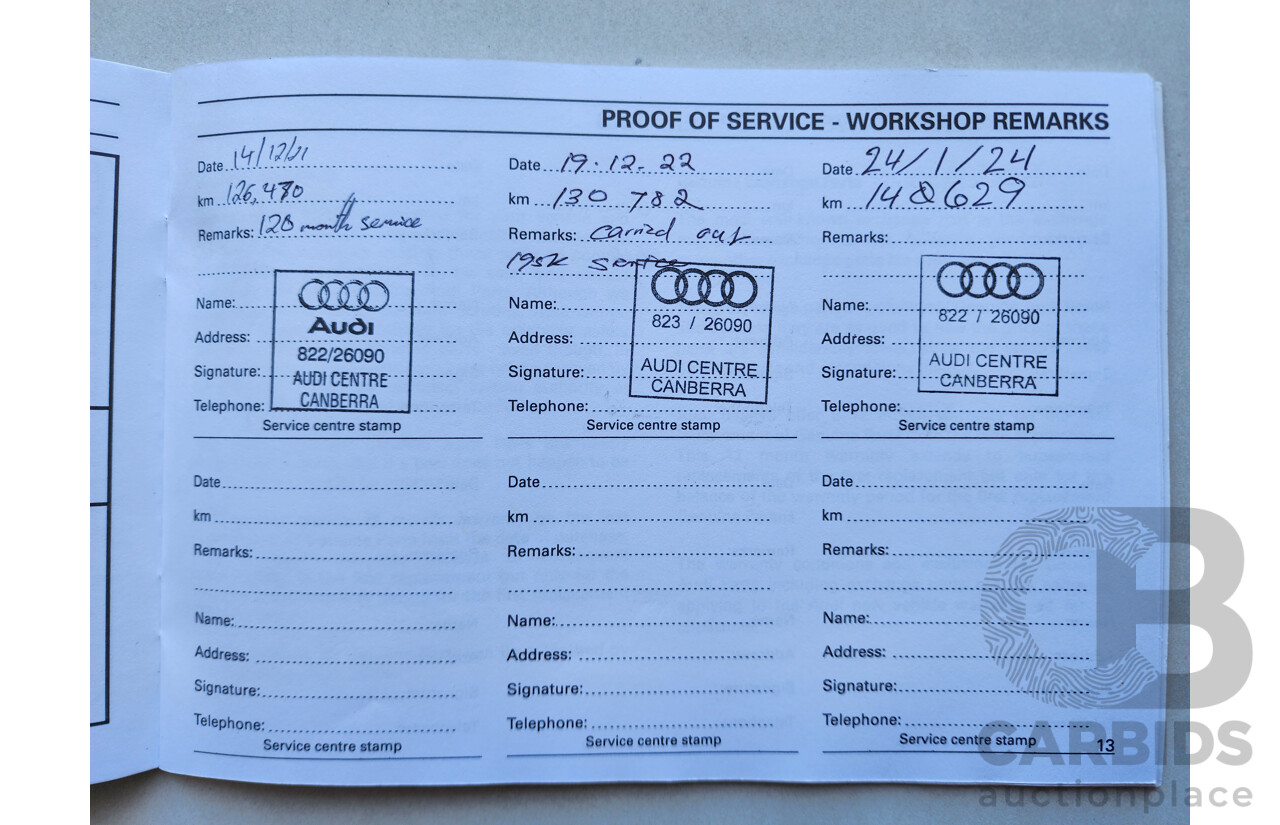 PROOF OF SERVICE - WORKSHOP REMARKS
Date 14/12/21
km 126,470
Remarks: 120 month service
Name:
Address:
Signature:
Telephone:
Audi
822/26090
AUDI CENTRE
CANBERRA
Service centre stamp
Date 19.12.22
km 130 782
Remarks: carried out
195K service
Name:
Address:
Signature:
Telephone:
823 / 26090
AUDI CENTRE
CANBERRA
Service centre stamp
Date 24/1/24
km 148629
Remarks:
Name:
Address:
Signature:
Telephone:
822 / 26090
AUDI CENTRE
CANBERRA
Service centre stamp
Date
km
Remarks:
Name:
Address:
Signature:
Telephone:
Service centre stamp
Date
km
Remarks:
Name:
Address:
Signature:
Telephone:
Service centre stamp
Date
km
Remarks:
Name:
Address:
Signature:
Telephone:
Service centre stamp
13
CB
CARBIDS
auctionplace